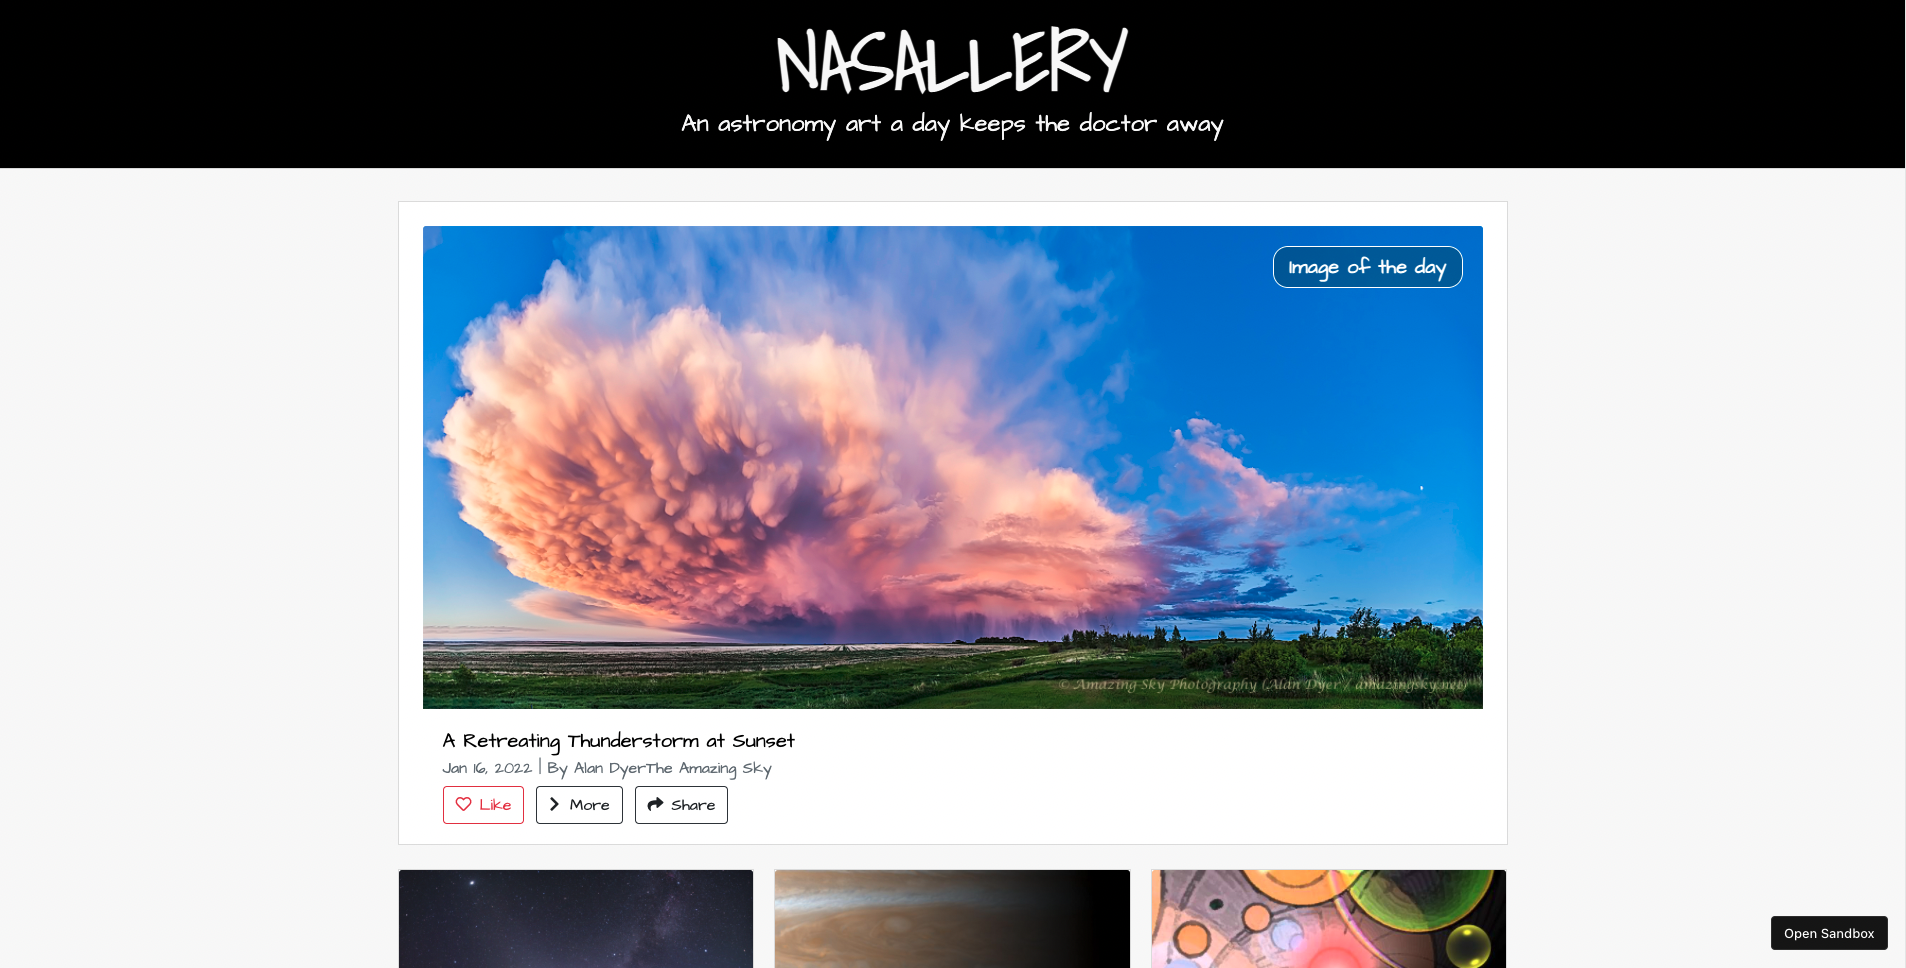 NASALLERY
An astronomy art a day keeps the doctor away
Image of the day
© Amazing Sky Photography (Alan Dyer / amazingsky.net)
A Retreating Thunderstorm at Sunset
Jan 16, 2022 | By Alan DyerThe Amazing Sky
Like More Share
Open Sandbox